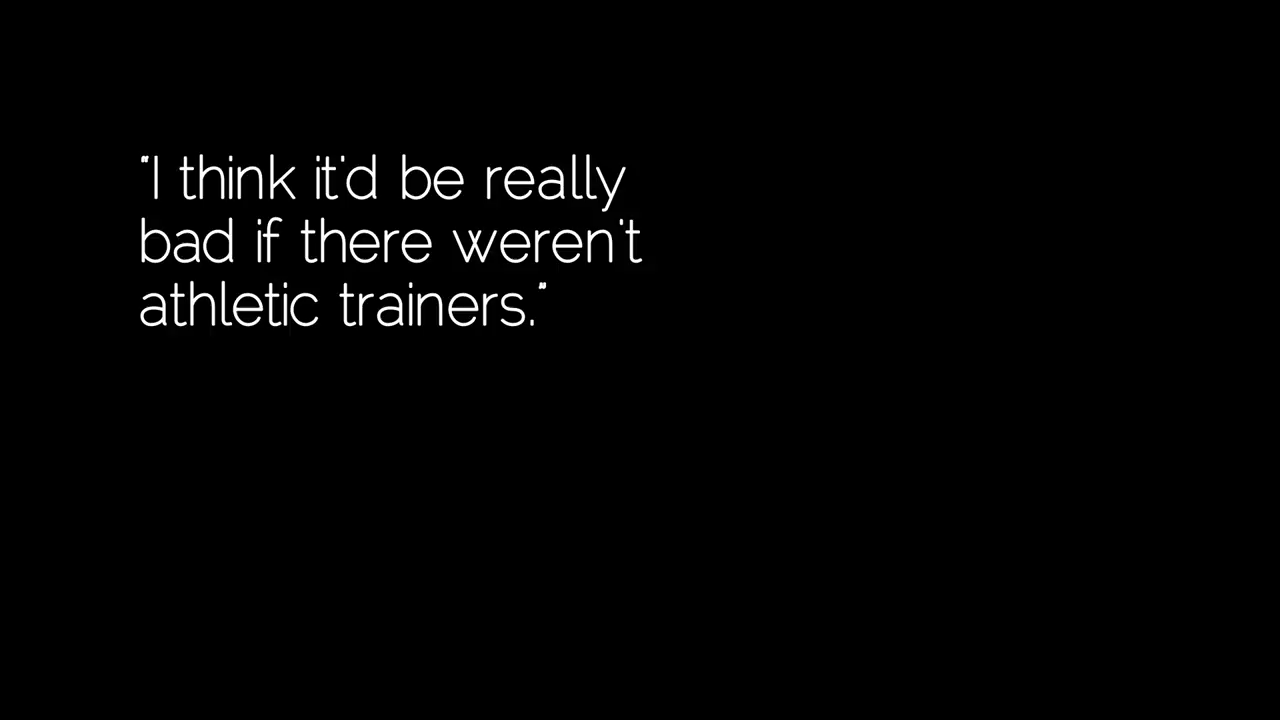 "I think it'd be really
bad if there weren't
athletic trainers."